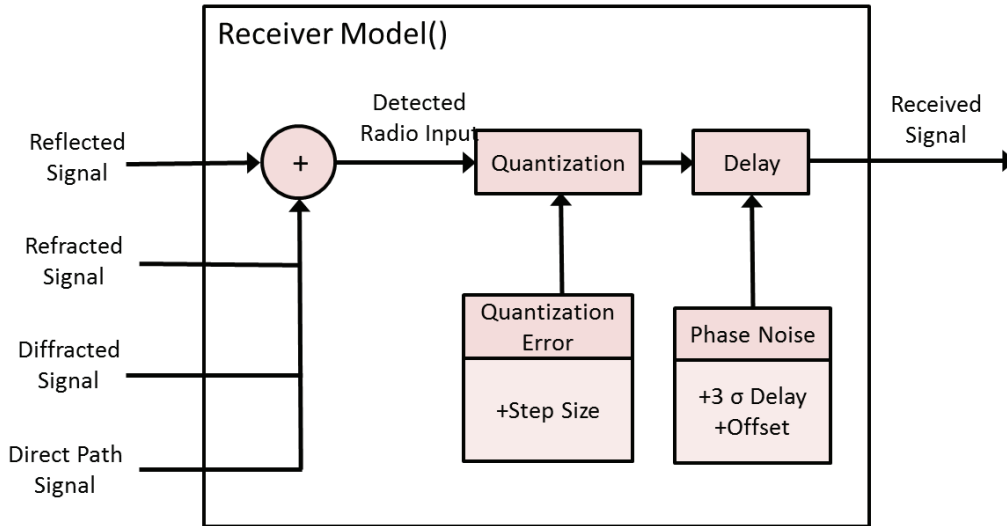 Receiver Model()
Detected
Radio Input
Received
Signal
Reflected
Signal
+
Quantization
Delay
Refracted
Signal
Quantization
Error
Phase Noise
Diffracted
Signal
+Step Size
+3 σ Delay
+Offset
Direct Path
Signal